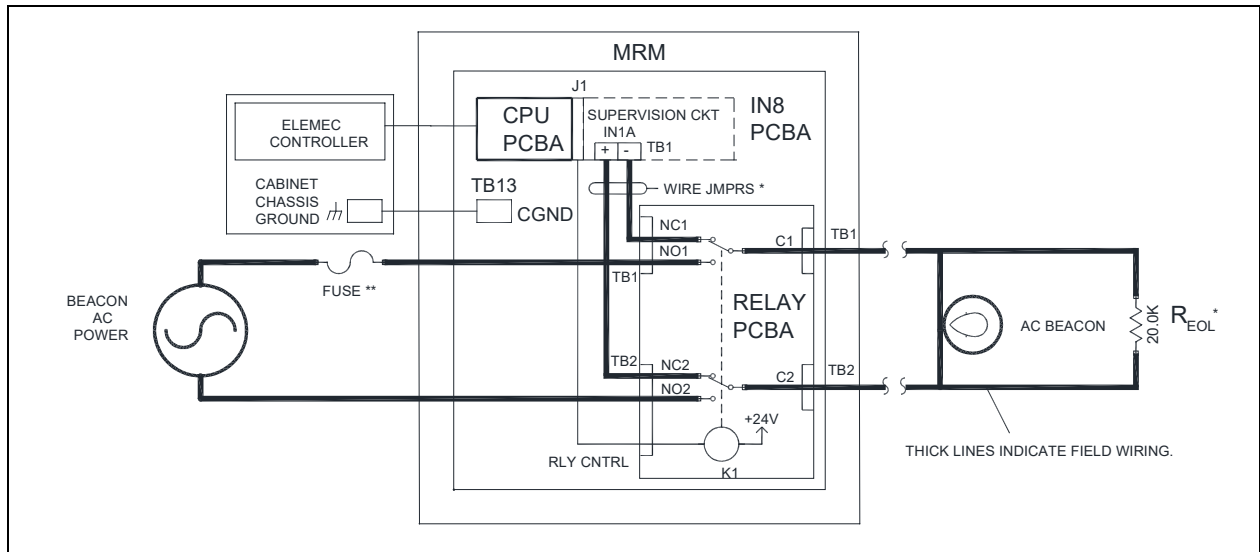 MRM
J1
CPU
PCBA
SUPERVISION CKT
IN1A
+ -
TB1
IN8
PCBA
ELEMEC
CONTROLLER
CABINET
CHASSIS
GROUND
TB13
CGND
WIRE JMPRS *
NC1
NO1
TB1
C1
TB1
FUSE **
BEACON
AC
POWER
RELAY
PCBA
AC BEACON
20.0K
REOL*
TB2
NC2
NO2
C2
TB2
+24V
RLY CNTRL
K1
THICK LINES INDICATE FIELD WIRING.